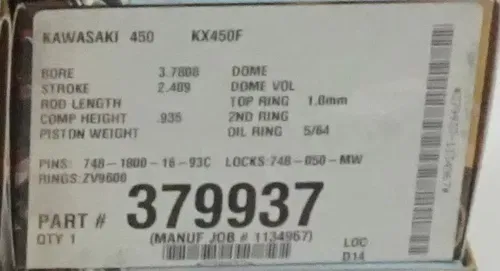 KAWASAKI 450 KX450F
BORE 3.7808 DOME
STROKE 2.409 DOME VOL
ROD LENGTH TOP RING 1.0mm
COMP HEIGHT .935 2ND RING
PISTON WEIGHT OIL RING 5/64
PINS: 748-1800-16-93C LOCKS:748-050-MW
RINGS:ZV9600
PART # 379937
QTY 1 (MANUF JOB # 1134967) LOC
D14